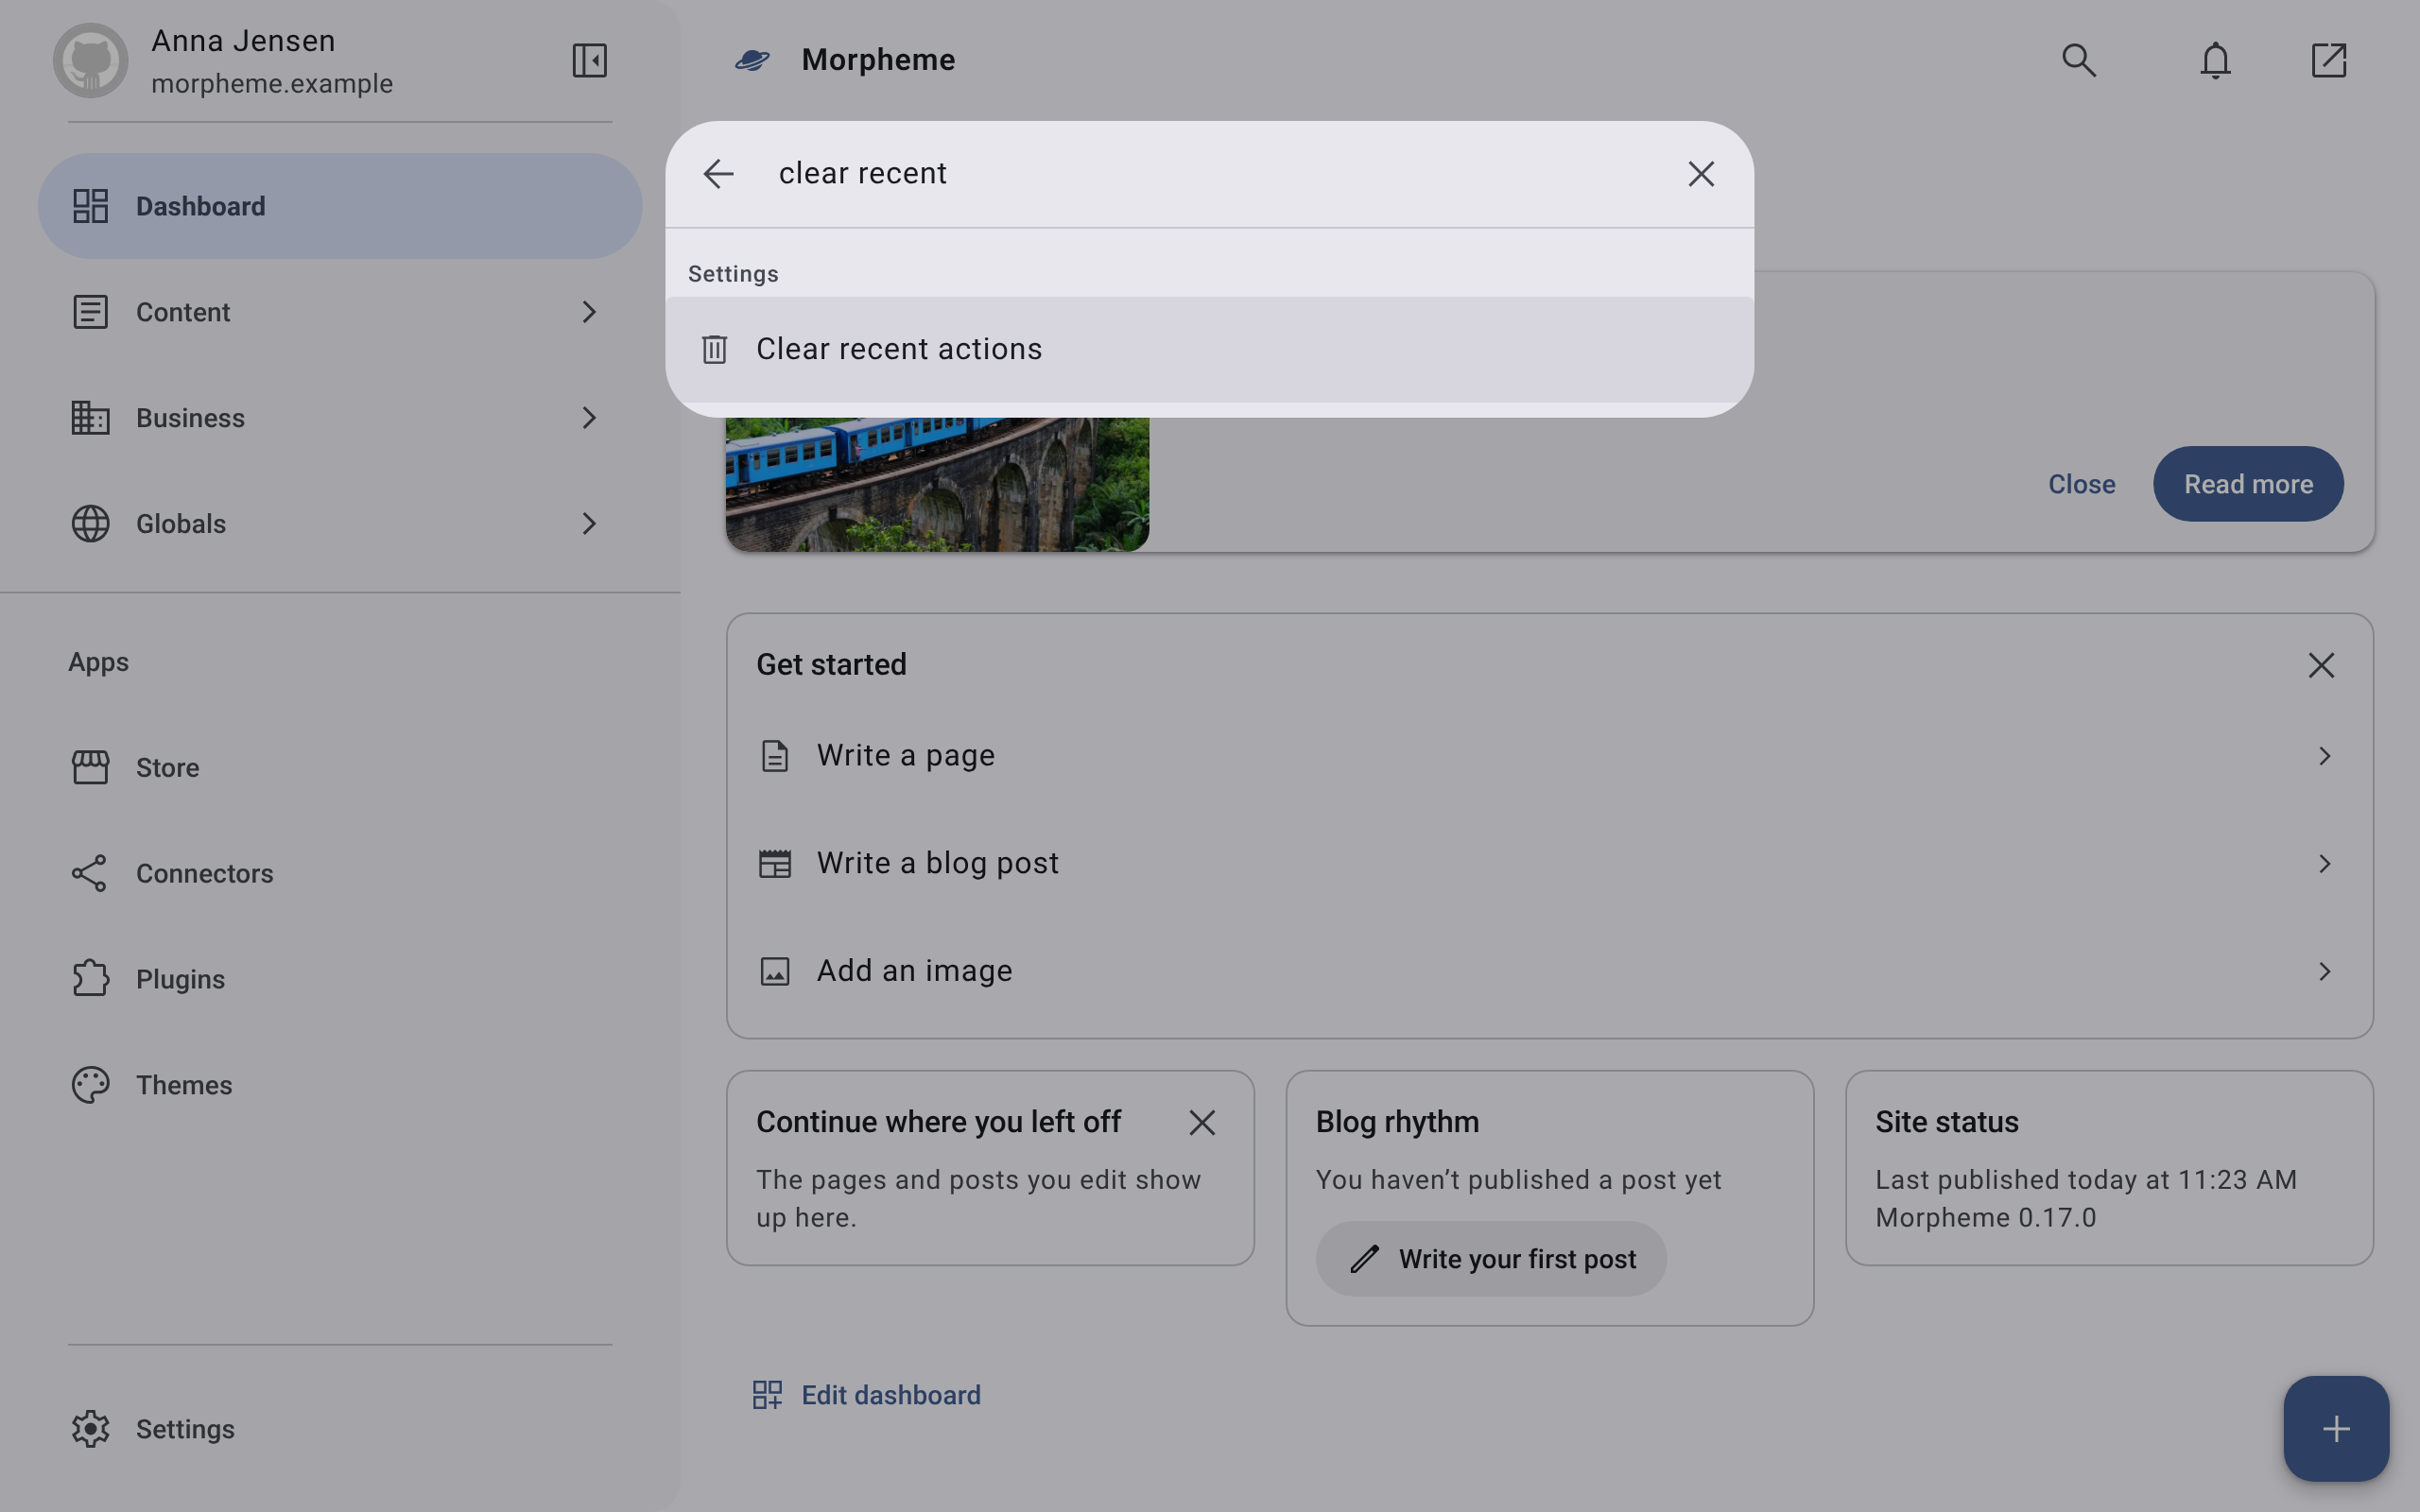 Anna Jensen
morpheme.example
Dashboard
Content
Business
Globals
Apps
Store
Connectors
Plugins
Themes
Settings
Morpheme
clear recent
Settings
Clear recent actions
Close
Read more
Get started
Write a page
Write a blog post
Add an image
Continue where you left off
The pages and posts you edit show
up here.
Blog rhythm
You haven’t published a post yet
Write your first post
Site status
Last published today at 11:23 AM
Morpheme 0.17.0
Edit dashboard